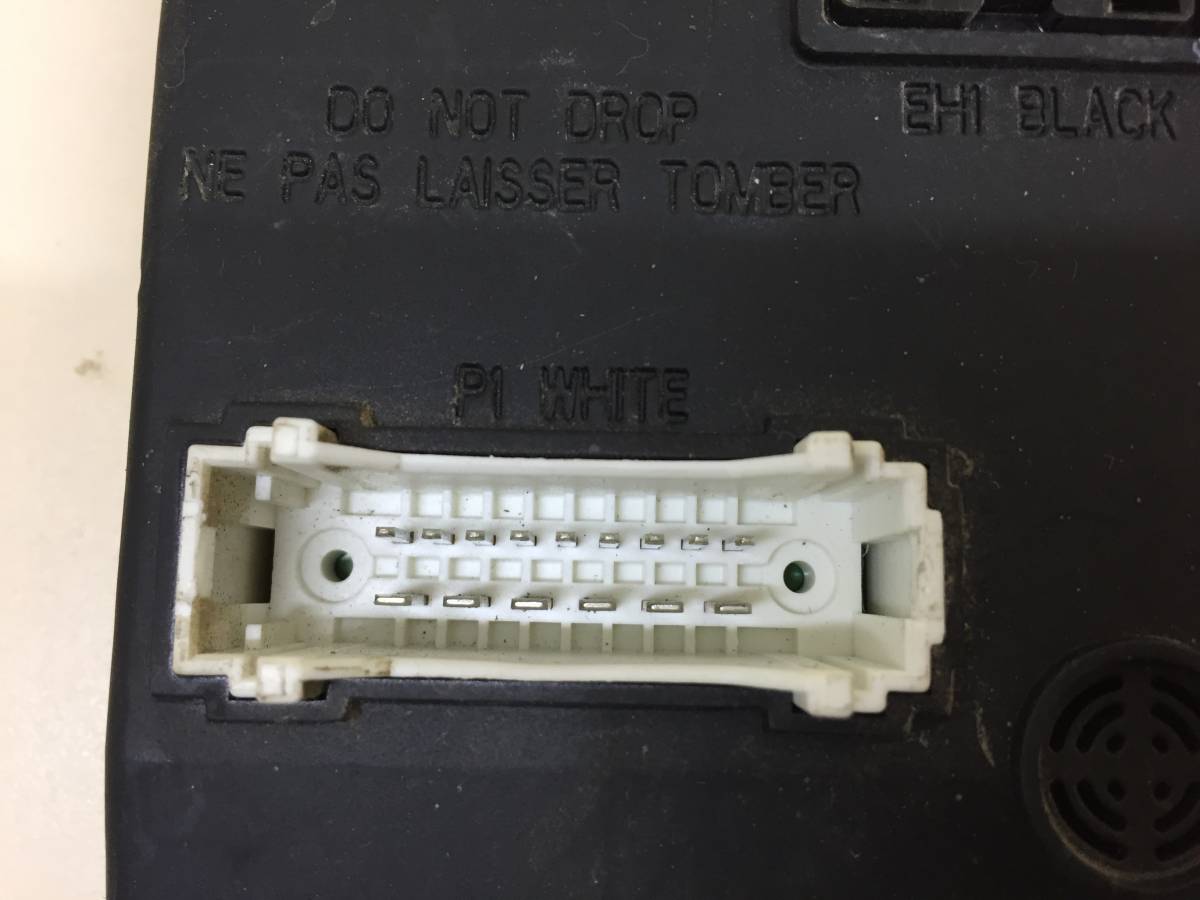 DO NOT DROP
NE PAS LAISSER TOMBER
EH1 BLACK
P1 WHITE